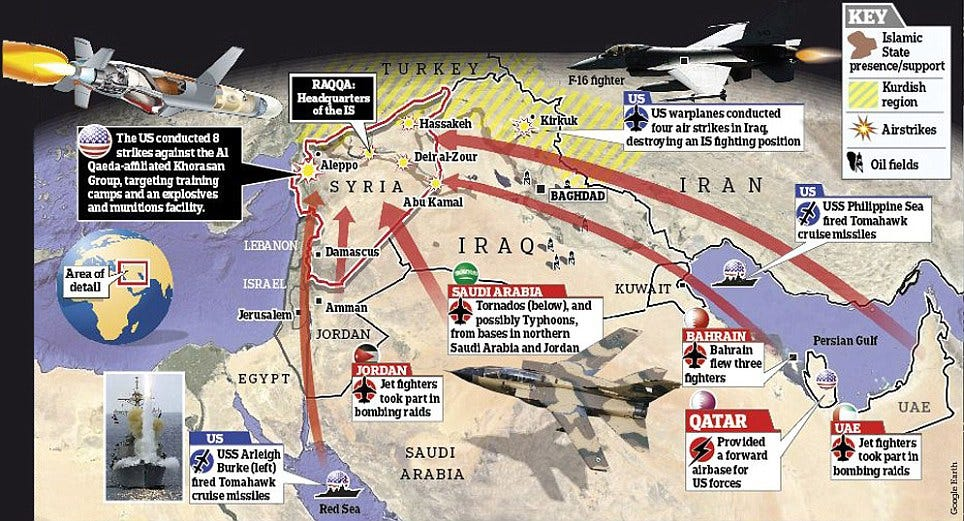 TURKEY
F-16 fighter
KEY
Islamic
State
presence/support
Kurdish
region
Airstrikes
Oil fields
RAQQA:
Headquarters
of the IS
Hassakeh
Kirkuk
US
US warplanes conducted
four air strikes in Iraq,
destroying an IS fighting position
The US conducted 8
strikes against the Al
Qaeda-affiliated Khorasan
Group, targeting training
camps and an explosives
and munitions facility.
Aleppo
Deir al-Zour
SYRIA
Abu Kamal
BAGHDAD
IRAN
US
USS Philippine Sea
fired Tomahawk
cruise missiles
LEBANON
Damascus
IRAQ
Area of
detail
ISRAEL
KUWAIT
SAUDI ARABIA
Tornados (below), and
possibly Typhoons,
from bases in northern
Saudi Arabia and Jordan
Jerusalem
Amman
JORDAN
BAHRAIN
Bahrain
flew three
fighters
Persian Gulf
EGYPT
JORDAN
Jet fighters
took part in
bombing raids
QATAR
Provided
a forward
airbase for
US forces
UAE
UAE
Jet fighters
took part in
bombing raids
US
USS Arleigh
Burke (left)
fired Tomahawk
cruise missiles
SAUDI
ARABIA
Red Sea
Google Earth